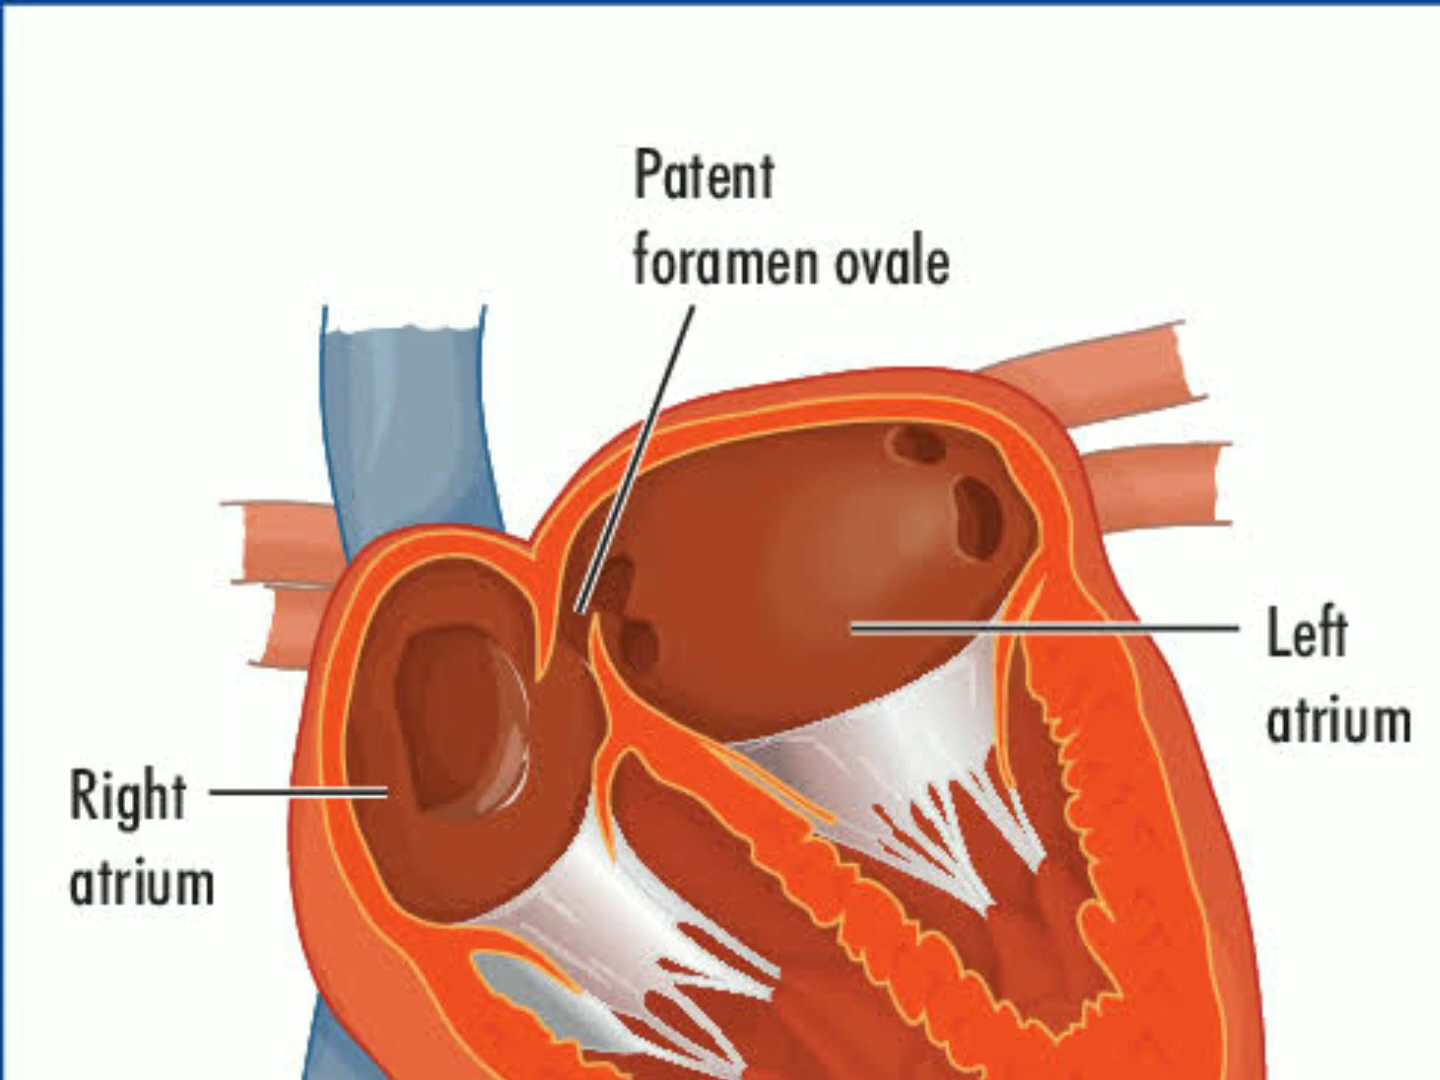 Patent
foramen ovale
Left
atrium
Right
atrium